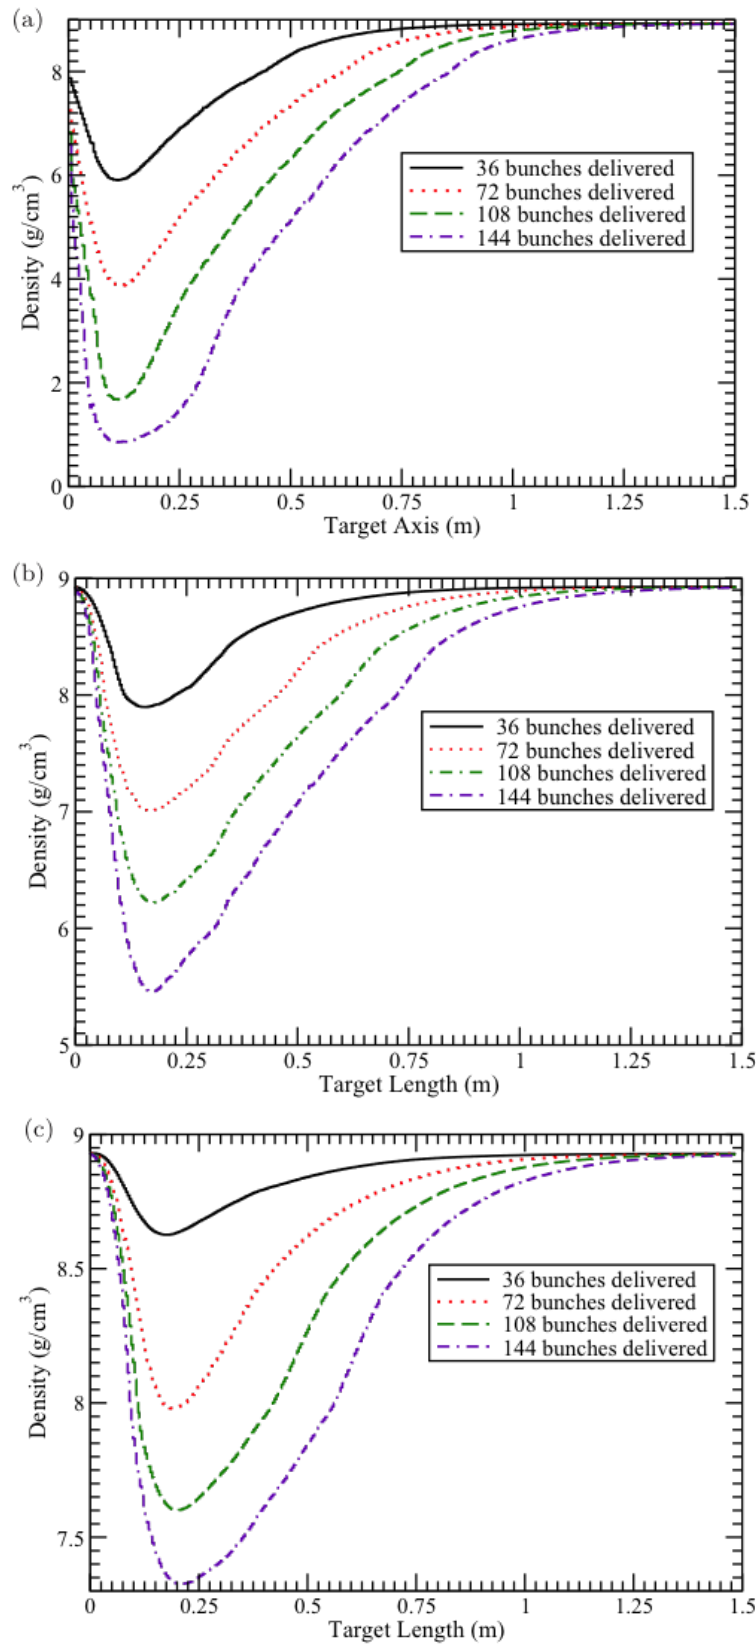 (a)
8
6
4
2
0
Density (g/cm3)
36 bunches delivered
72 bunches delivered
108 bunches delivered
144 bunches delivered
0 0.25 0.5 0.75 1 1.25 1.5
Target Axis (m)
(b)
9
8
7
6
5
Density (g/cm3)
36 bunches delivered
72 bunches delivered
108 bunches delivered
144 bunches delivered
0 0.25 0.5 0.75 1 1.25 1.5
Target Length (m)
(c)
9
8.5
8
7.5
Density (g/cm3)
36 bunches delivered
72 bunches delivered
108 bunches delivered
144 bunches delivered
0 0.25 0.5 0.75 1 1.25 1.5
Target Length (m)